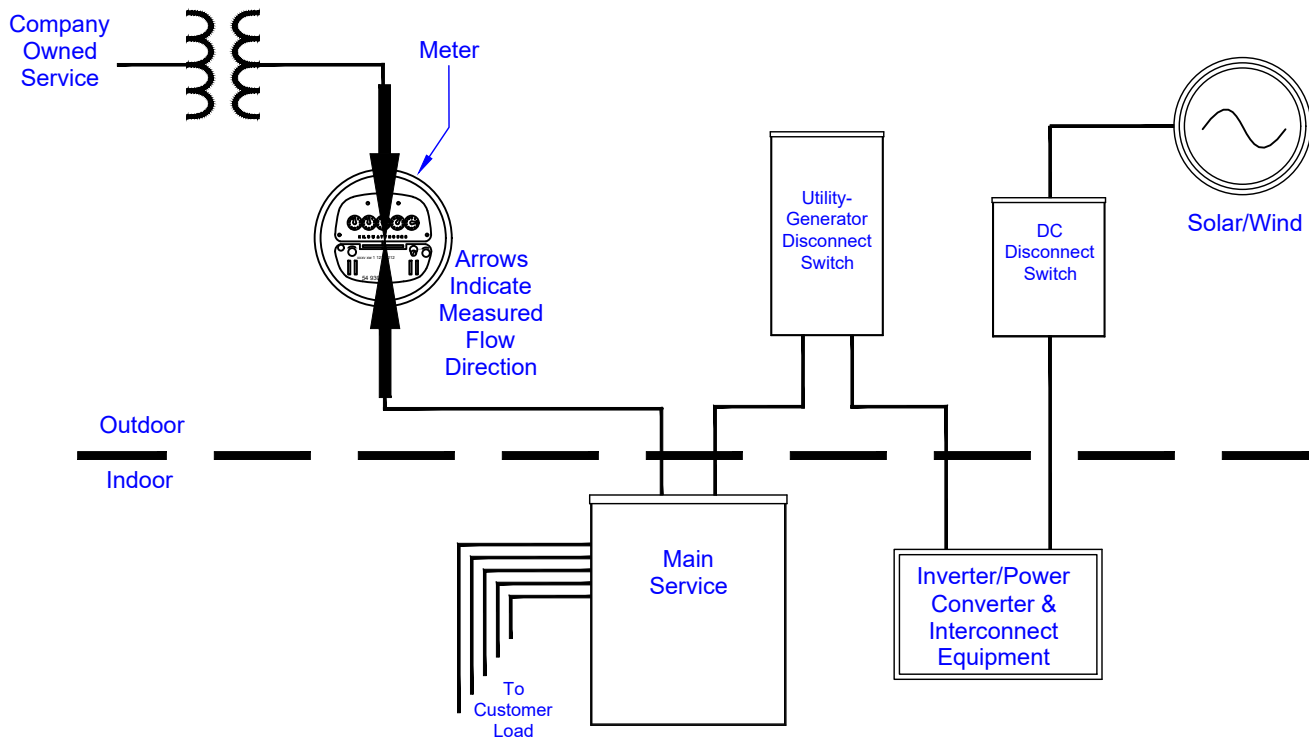 Company
Owned
Service
Meter
Utility-
Generator
Disconnect
Switch
DC
Disconnect
Switch
Solar/Wind
Arrows
Indicate
Measured
Flow
Direction
Outdoor
Indoor
Main
Service
Inverter/Power
Converter &
Interconnect
Equipment
To
Customer
Load